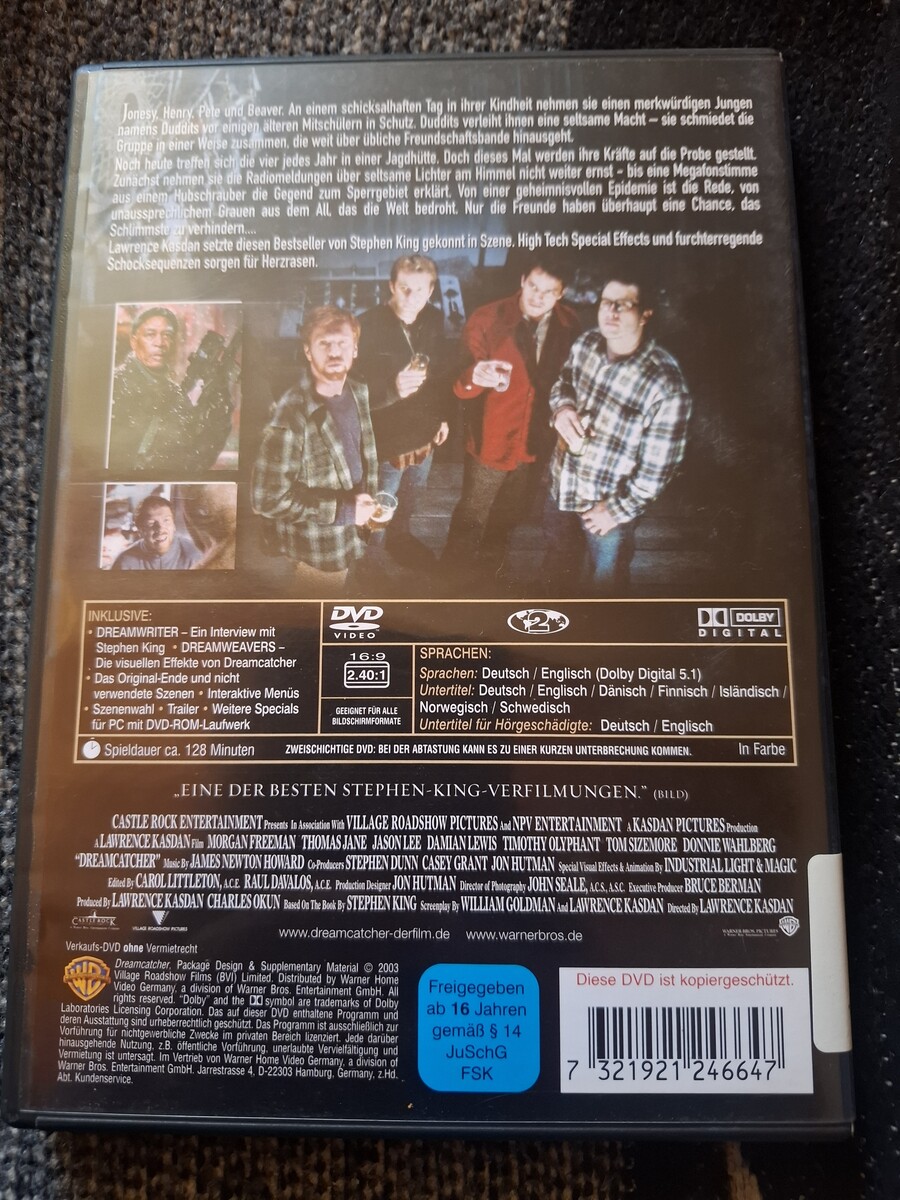 Jonesy, Henry, Pete und Beaver. An einem schicksalhaften Tag in ihrer Kindheit nehmen sie einen merkwürdigen Jungen
namens Duddits vor einigen älteren Mitschülern in Schutz. Duddits verleiht ihnen eine seltsame Macht – sie schmiedet die
Gruppe in einer Weise zusammen, die weit über übliche Freundschaftsbande hinausgeht.
Noch heute treffen sich die vier jedes Jahr in einer Jagdhütte. Doch dieses Mal werden ihre Kräfte auf die Probe gestellt.
Zunächst nehmen sie die Radiomeldungen über seltsame Lichter am Himmel nicht weiter ernst - bis eine Megafonstimme
aus einem Hubschrauber die Gegend zum Sperrgebiet erklärt. Von einer geheimnisvollen Epidemie ist die Rede, von
unaussprechlichem Grauen aus dem All, das die Welt bedroht. Nur die Freunde haben überhaupt eine Chance, das
Schlimmste zu verhindern....
Lawrence Kasdan setzte diesen Bestseller von Stephen King gekonnt in Szene. High Tech Special Effects und furchterregende
Schocksequenzen sorgen für Herzrasen.
INKLUSIVE:
• DREAMWRITER – Ein Interview mit
Stephen King • DREAMWEAVERS –
Die visuellen Effekte von Dreamcatcher
• Das Original-Ende und nicht
verwendete Szenen • Interaktive Menüs
• Szenenwahl • Trailer • Weitere Specials
für PC mit DVD-ROM-Laufwerk
DVD
VIDEO
2
DOLBY
DIGITAL
16:9
2.40:1
GEEIGNET FÜR ALLE
BILDSCHIRMFORMATE
SPRACHEN:
Sprachen: Deutsch / Englisch (Dolby Digital 5.1)
Untertitel: Deutsch / Englisch / Dänisch / Finnisch / Isländisch /
Norwegisch / Schwedisch
Untertitel für Hörgeschädigte: Deutsch / Englisch
Spieldauer ca. 128 Minuten
ZWEISCHICHTIGE DVD: BEI DER ABTASTUNG KANN ES ZU EINER KURZEN UNTERBRECHUNG KOMMEN.
In Farbe
„EINE DER BESTEN STEPHEN-KING-VERFILMUNGEN.” (BILD)
CASTLE ROCK ENTERTAINMENT Presents In Association With VILLAGE ROADSHOW PICTURES And NPV ENTERTAINMENT A KASDAN PICTURES Production
A LAWRENCE KASDAN Film MORGAN FREEMAN THOMAS JANE JASON LEE DAMIAN LEWIS TIMOTHY OLYPHANT TOM SIZEMORE DONNIE WAHLBERG
"DREAMCATCHER" Music By JAMES NEWTON HOWARD Co-Producers STEPHEN DUNN CASEY GRANT JON HUTMAN Special Visual Effects & Animation By INDUSTRIAL LIGHT & MAGIC
Edited By CAROL LITTLETON, A.C.E. RAUL DAVALOS, A.C.E. Production Designer JON HUTMAN Director of Photography JOHN SEALE, A.C.S., A.S.C. Executive Producer BRUCE BERMAN
Produced By LAWRENCE KASDAN CHARLES OKUN Based On The Book By STEPHEN KING Screenplay By WILLIAM GOLDMAN And LAWRENCE KASDAN Directed By LAWRENCE KASDAN
CASTLE ROCK
VILLAGE ROADSHOW PICTURES
www.dreamcatcher-derfilm.de www.warnerbros.de
WARNER BROS. PICTURES
Verkaufs-DVD ohne Vermietrecht
WB
Dreamcatcher, Package Design & Supplementary Material © 2003
Village Roadshow Films (BVI) Limited. Distributed by Warner Home
Video Germany, a division of Warner Bros. Entertainment GmbH. All
rights reserved. "Dolby" and the symbol are trademarks of Dolby
Laboratories Licensing Corporation. Das auf dieser DVD enthaltene Programm und
deren Ausstattung sind urheberrechtlich geschützt. Das Programm ist ausschließlich zur
Vorführung für nichtgewerbliche Zwecke im privaten Bereich lizenziert. Jede darüber
hinausgehende Nutzung, z.B. öffentliche Vorführung, unerlaubte Vervielfältigung und
Vermietung ist untersagt. Im Vertrieb von Warner Home Video Germany, a division of
Warner Bros. Entertainment GmbH. Jarrestrasse 4, D-22303 Hamburg, Germany, z.Hd.
Abt. Kundenservice.
Freigegeben
ab 16 Jahren
gemäß § 14
JuSchG
FSK
Diese DVD ist kopiergeschützt.
7 321921 246647